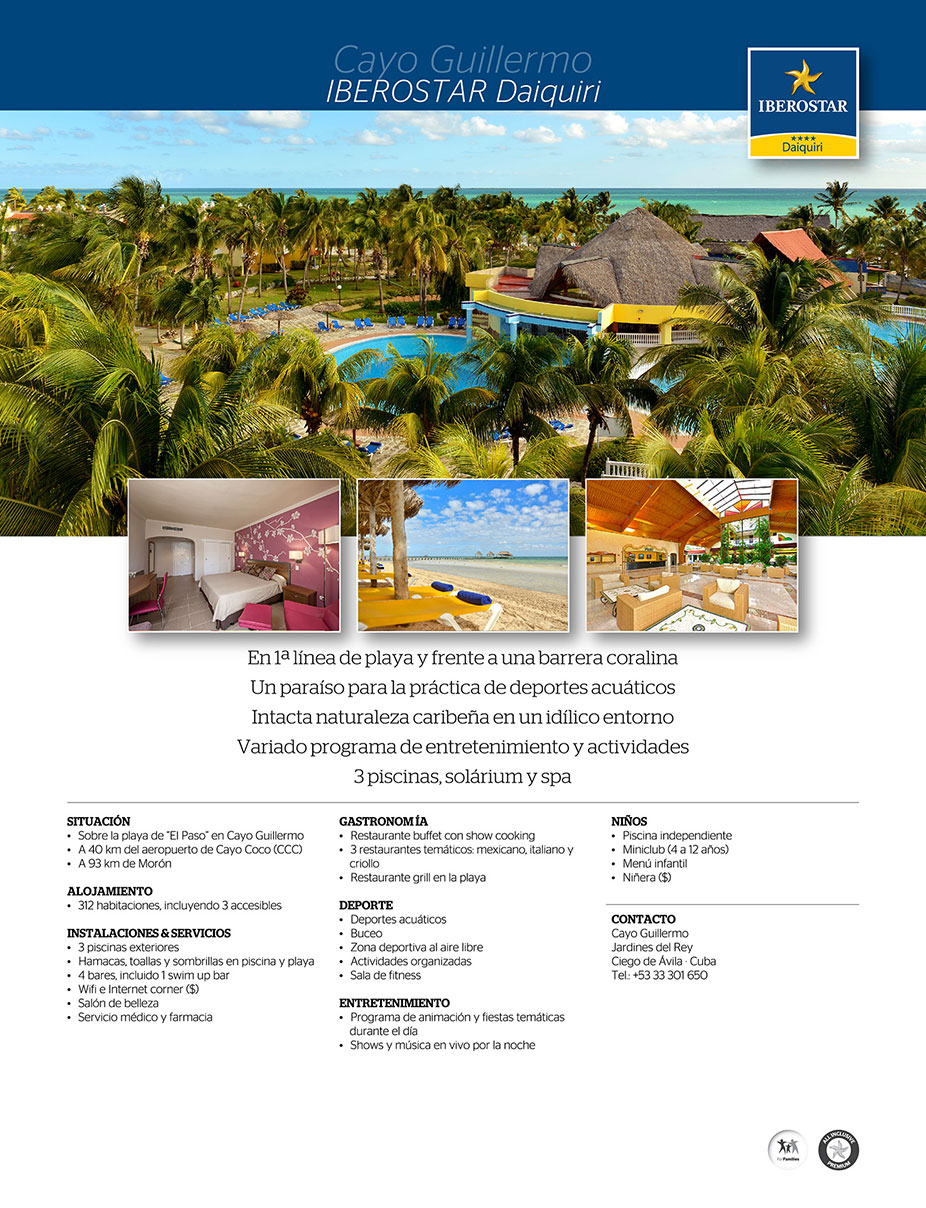 Cayo Guillermo
IBEROSTAR Daiquiri
IBEROSTAR
Daiquiri
En 1ª línea de playa y frente a una barrera coralina
Un paraíso para la práctica de deportes acuáticos
Intacta naturaleza caribeña en un idílico entorno
Variado programa de entretenimiento y actividades
3 piscinas, solárium y spa
SITUACIÓN
• Sobre la playa de “El Paso” en Cayo Guillermo
• A 40 km del aeropuerto de Cayo Coco (CCC)
• A 93 km de Morón
ALOJAMIENTO
• 312 habitaciones, incluyendo 3 accesibles
INSTALACIONES & SERVICIOS
• 3 piscinas exteriores
• Hamacas, toallas y sombrillas en piscina y playa
• 4 bares, incluido 1 swim up bar
• Wifi e Internet corner ($)
• Salón de belleza
• Servicio médico y farmacia
GASTRONOMÍA
• Restaurante buffet con show cooking
• 3 restaurantes temáticos: mexicano, italiano y
criollo
• Restaurante grill en la playa
DEPORTE
• Deportes acuáticos
• Buceo
• Zona deportiva al aire libre
• Actividades organizadas
• Sala de fitness
ENTRETENIMIENTO
• Programa de animación y fiestas temáticas
durante el día
• Shows y música en vivo por la noche
NIÑOS
• Piscina independiente
• Miniclub (4 a 12 años)
• Menú infantil
• Niñera ($)
CONTACTO
Cayo Guillermo
Jardines del Rey
Ciego de Ávila · Cuba
Tel.: +53 33 301 650
For Families
ALL INCLUSIVE
PREMIUM